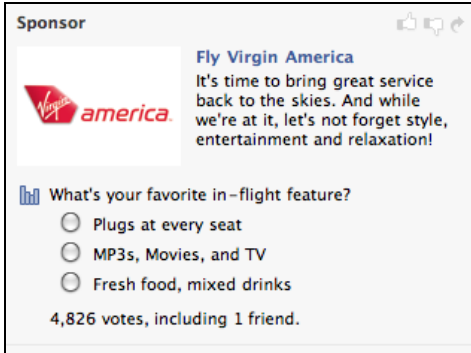 Sponsor
Fly Virgin America
It's time to bring great service
back to the skies. And while
we're at it, let's not forget style,
entertainment and relaxation!
Virgin america
What's your favorite in-flight feature?
Plugs at every seat
MP3s, Movies, and TV
Fresh food, mixed drinks
4,826 votes, including 1 friend.